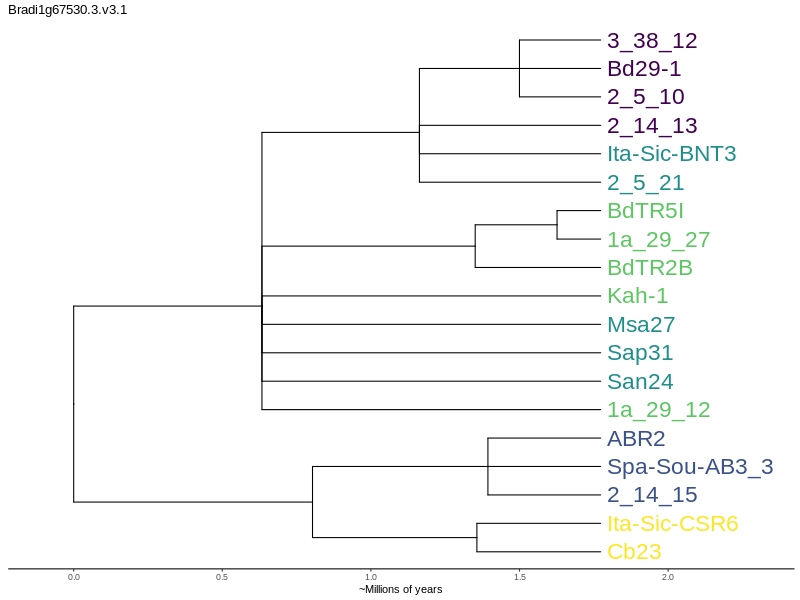 Bradi1g67530.3.v3.1
3_38_12
Bd29-1
2_5_10
2_14_13
Ita-Sic-BNT3
2_5_21
BdTR5I
1a_29_27
BdTR2B
Kah-1
Msa27
Sap31
San24
1a_29_12
ABR2
Spa-Sou-AB3_3
2_14_15
Ita-Sic-CSR6
Cb23
0.0 0.5 1.0 1.5 2.0
~Millions of years